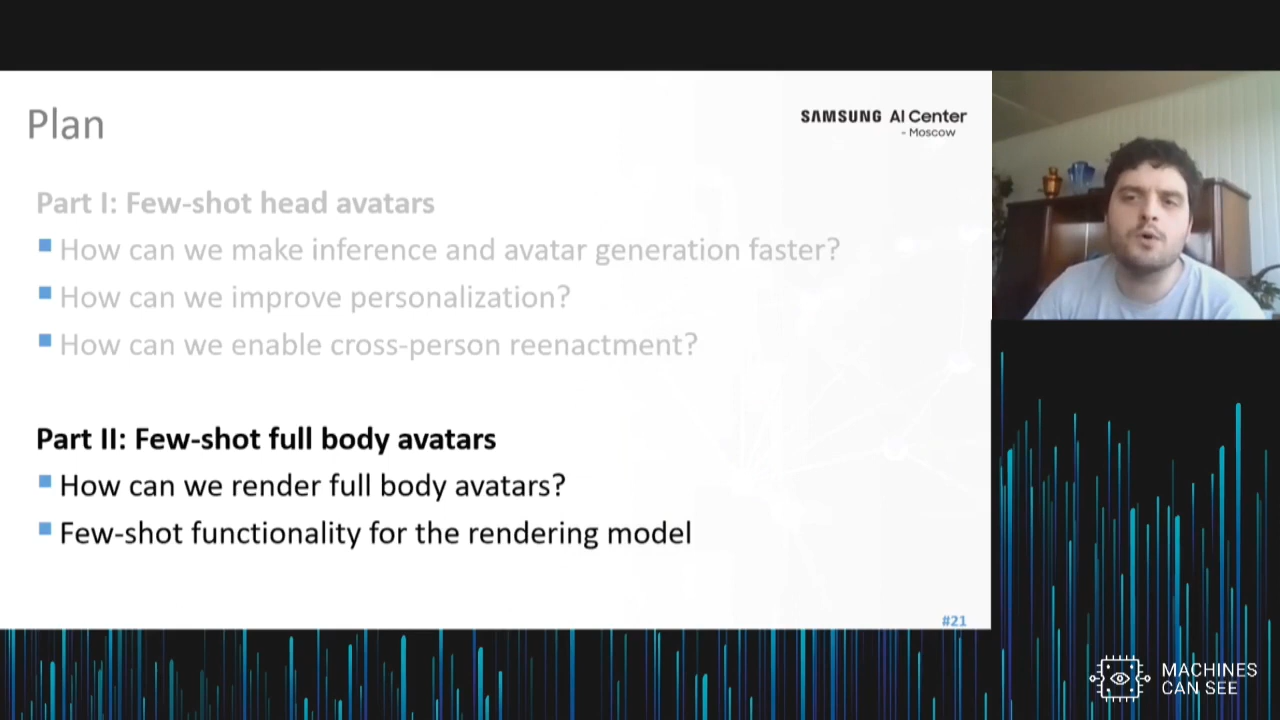 Plan
SAMSUNG AI Center
- Moscow
Part I: Few-shot head avatars
How can we make inference and avatar generation faster?
How can we improve personalization?
How can we enable cross-person reenactment?
Part II: Few-shot full body avatars
How can we render full body avatars?
Few-shot functionality for the rendering model
#21
MACHINES
CAN SEE